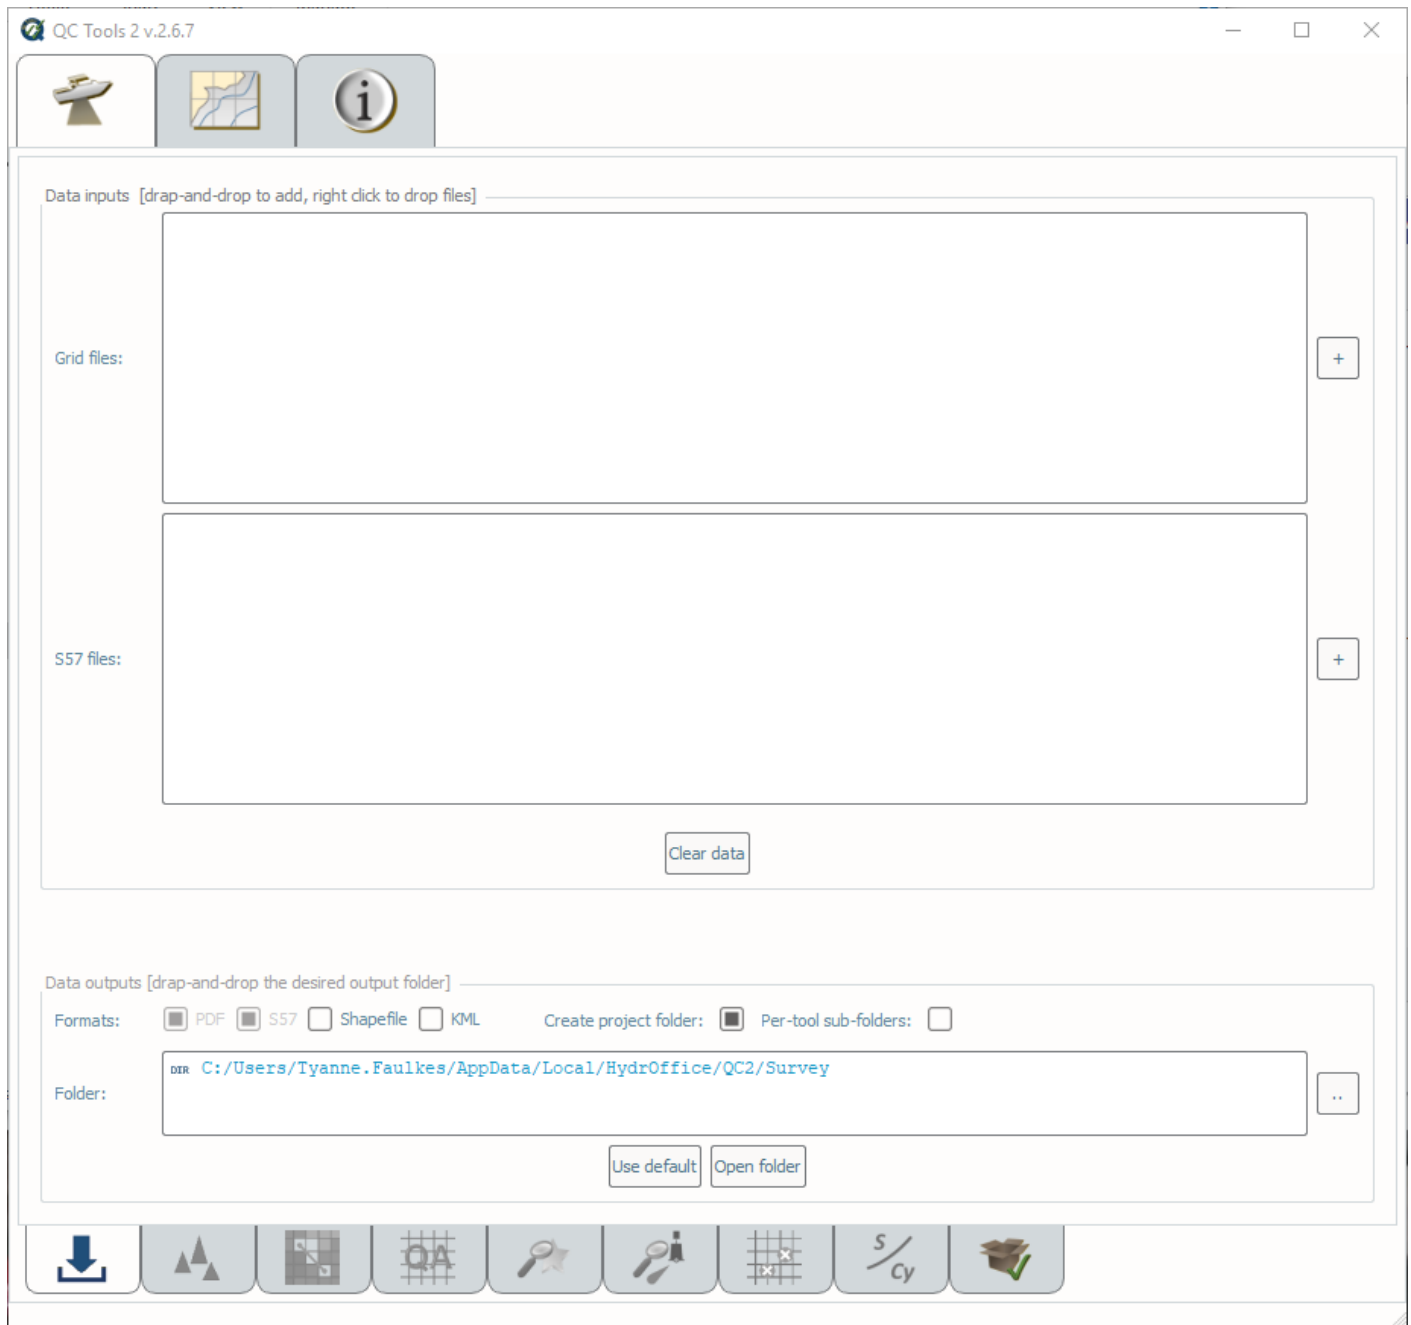 QC Tools 2 v.2.6.7
Data inputs [drap-and-drop to add, right click to drop files]
Grid files:
+
S57 files:
+
Clear data
Data outputs [drap-and-drop the desired output folder]
Formats: PDF S57 Shapefile KML Create project folder: Per-tool sub-folders:
DIR C:/Users/Tyanne.Faulkes/AppData/Local/HydrOffice/QC2/Survey
Folder:
..
Use default Open folder
QA
S/Cy